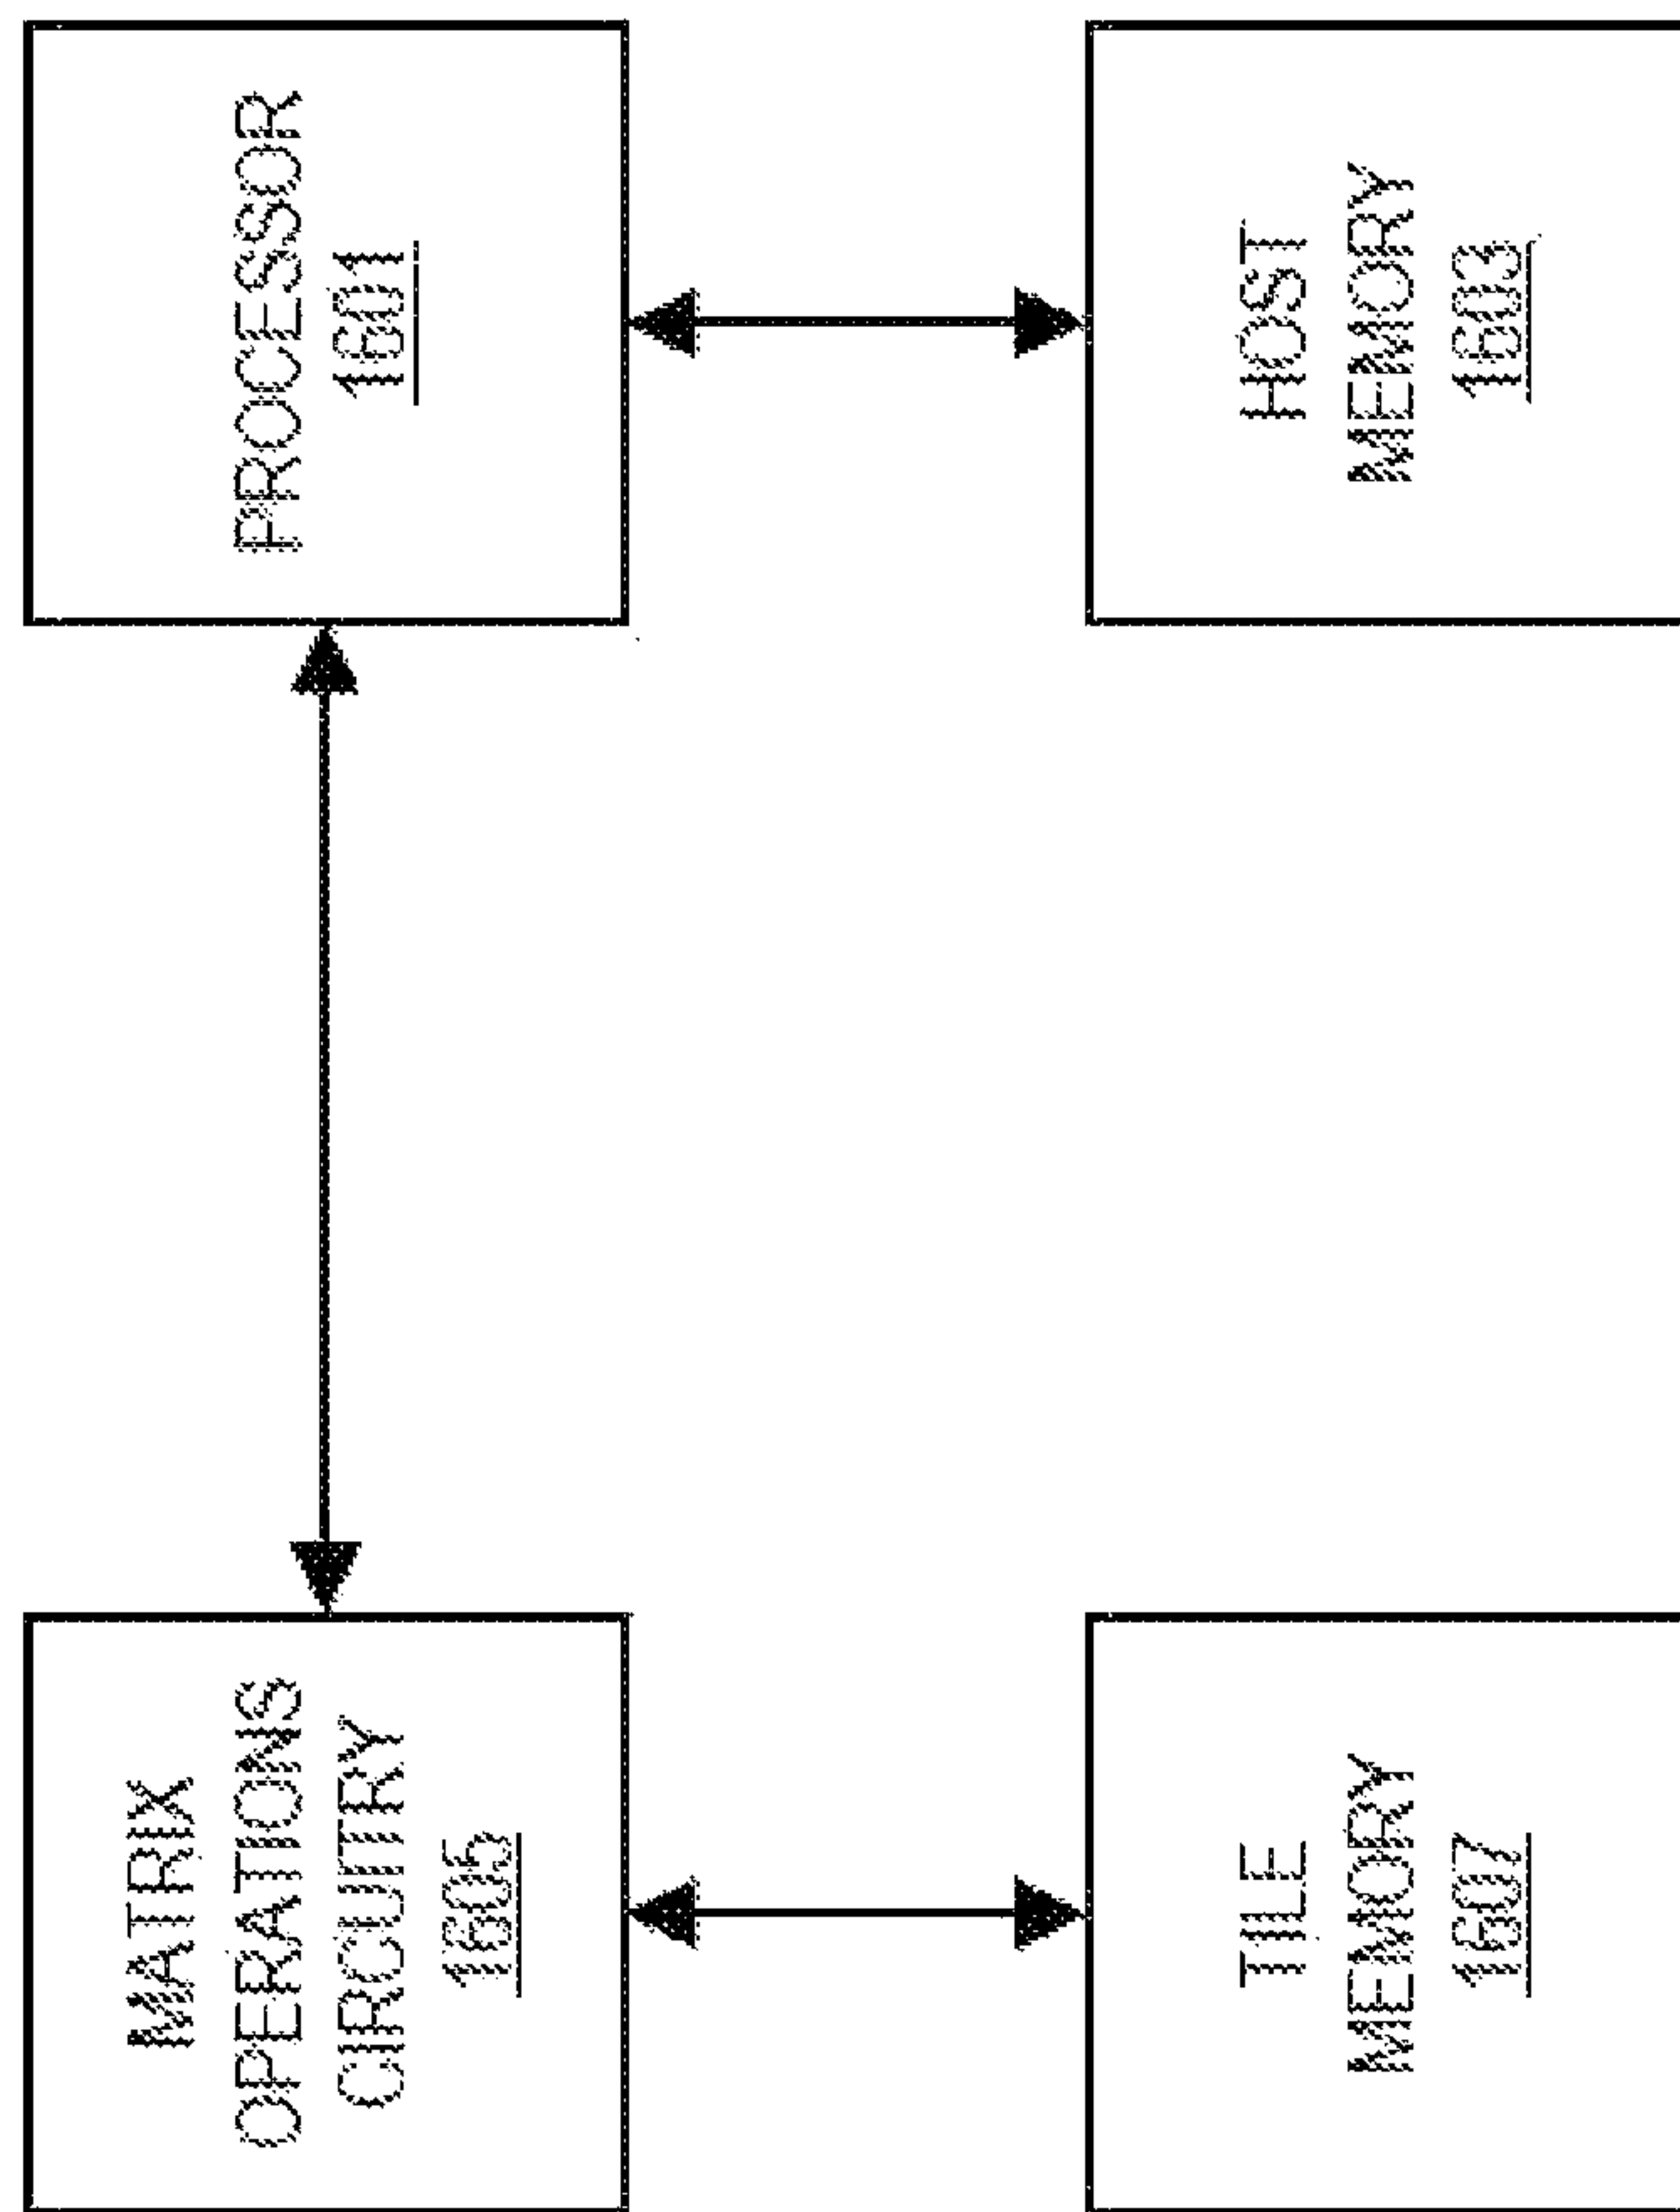 MATRIX
OPERATIONS
CIRCUITRY
1605
PROCESSOR
1601
TILE
MEMORY
1607
HOST
MEMORY
1603